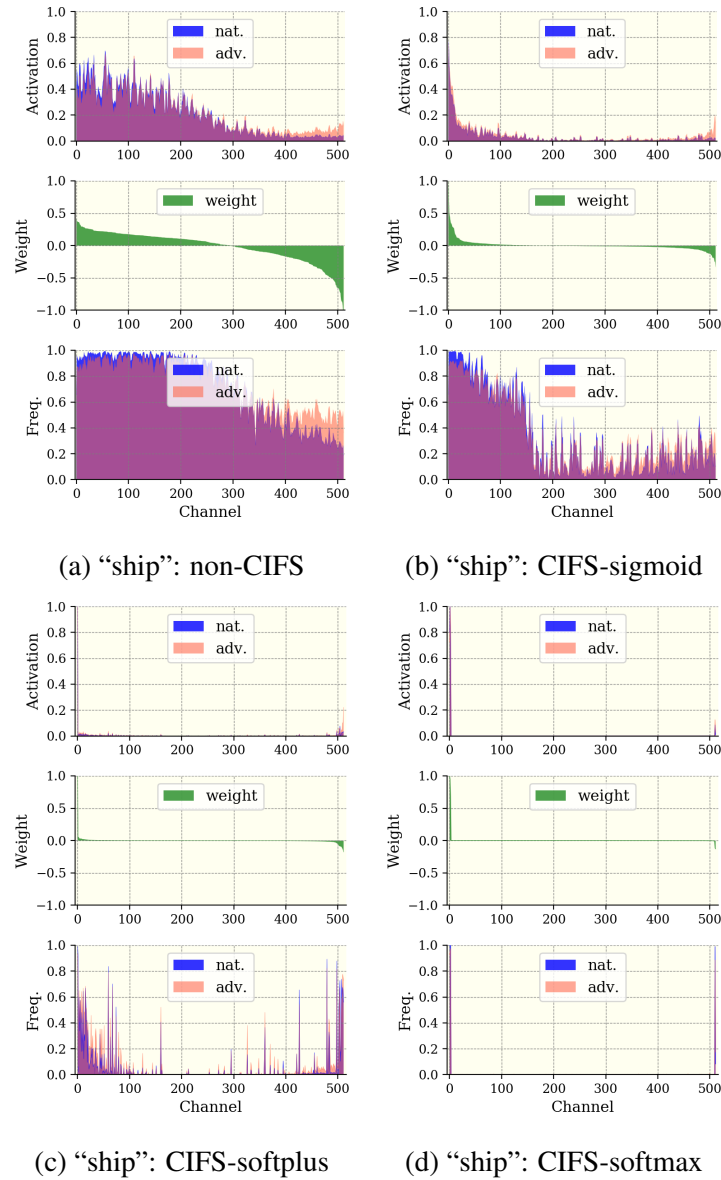 1.0
0.8
0.6
0.4
0.2
0.0
Activation
nat.
adv.
0 100 200 300 400 500
1.0
0.5
0.0
−0.5
−1.0
Weight
weight
0 100 200 300 400 500
1.0
0.8
0.6
0.4
0.2
0.0
Freq.
nat.
adv.
0 100 200 300 400 500
Channel
(a) “ship”: non-CIFS
1.0
0.8
0.6
0.4
0.2
0.0
Activation
nat.
adv.
0 100 200 300 400 500
1.0
0.5
0.0
−0.5
−1.0
Weight
weight
0 100 200 300 400 500
1.0
0.8
0.6
0.4
0.2
0.0
Freq.
nat.
adv.
0 100 200 300 400 500
Channel
(b) “ship”: CIFS-sigmoid
1.0
0.8
0.6
0.4
0.2
0.0
Activation
nat.
adv.
0 100 200 300 400 500
1.0
0.5
0.0
−0.5
−1.0
Weight
weight
0 100 200 300 400 500
1.0
0.8
0.6
0.4
0.2
0.0
Freq.
nat.
adv.
0 100 200 300 400 500
Channel
(c) “ship”: CIFS-softplus
1.0
0.8
0.6
0.4
0.2
0.0
Activation
nat.
adv.
0 100 200 300 400 500
1.0
0.5
0.0
−0.5
−1.0
Weight
weight
0 100 200 300 400 500
1.0
0.8
0.6
0.4
0.2
0.0
Freq.
nat.
adv.
0 100 200 300 400 500
Channel
(d) “ship”: CIFS-softmax